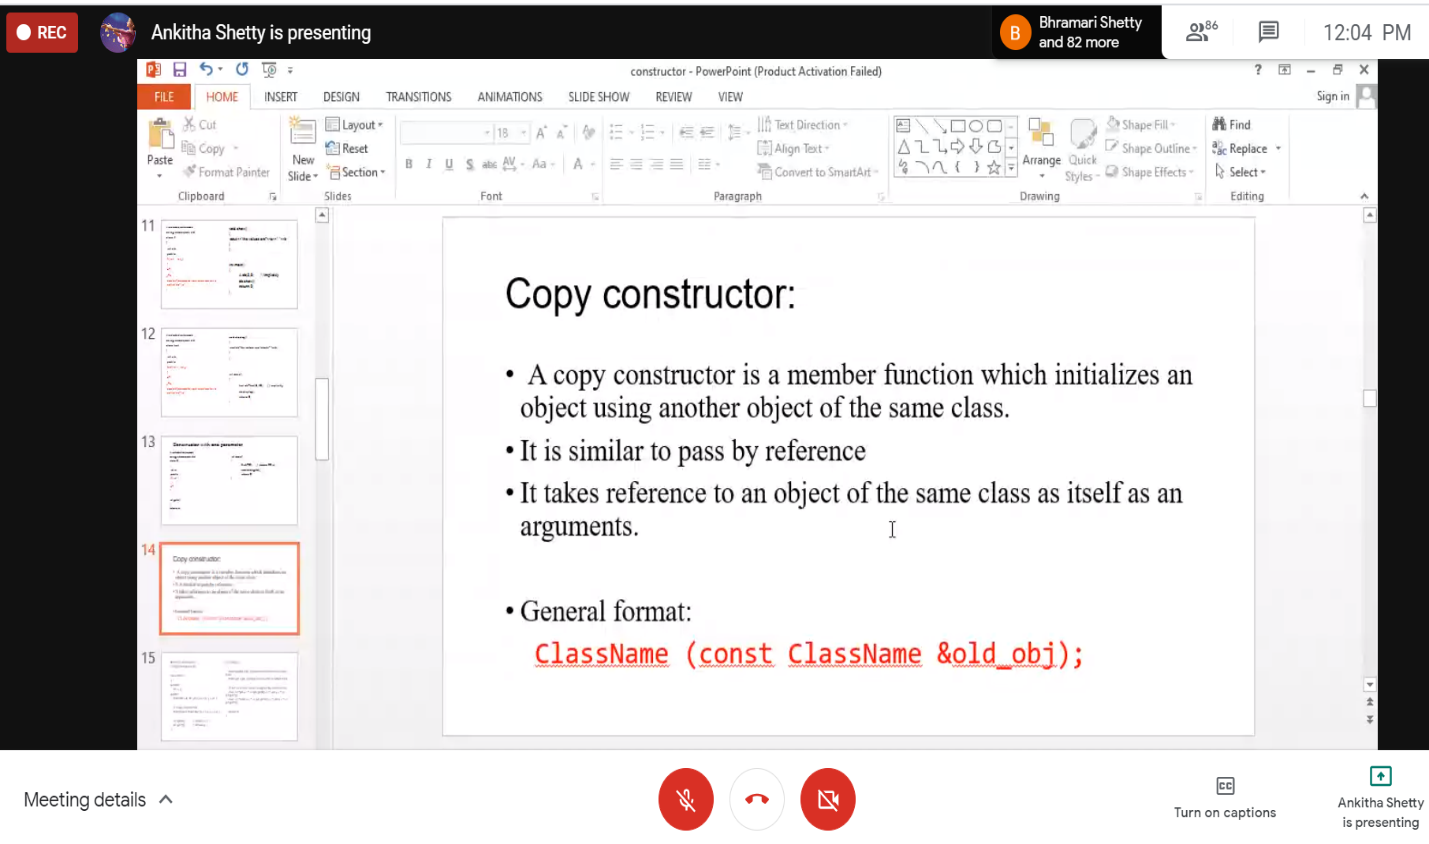 REC
Ankitha Shetty is presenting
B
Bhramari Shetty
and 82 more
86
12:04 PM
constructor - PowerPoint (Product Activation Failed)
FILE HOME INSERT DESIGN TRANSITIONS ANIMATIONS SLIDE SHOW REVIEW VIEW
Sign in
Paste
Cut
Copy
Format Painter
Clipboard
New
Slide
Layout
Reset
Section
Slides
18
Font
Text Direction
Align Text
Convert to SmartArt
Paragraph
Arrange
Quick
Styles
Shape Fill
Shape Outline
Shape Effects
Drawing
Find
Replace
Select
Editing
11
12
13
14
Copy constructor:
15
Copy constructor:
• A copy constructor is a member function which initializes an
object using another object of the same class.
• It is similar to pass by reference
• It takes reference to an object of the same class as itself as an
arguments.
• General format:
ClassName (const ClassName &old_obj);
Meeting details
CC
Turn on captions
Ankitha Shetty
is presenting